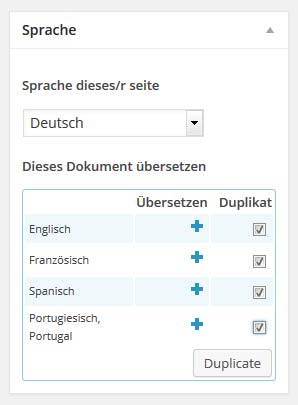 Sprache
Sprache dieses/r seite
Deutsch
Dieses Dokument übersetzen
Übersetzen Duplikat
Englisch
Französisch
Spanisch
Portugiesisch,
Portugal
Duplicate